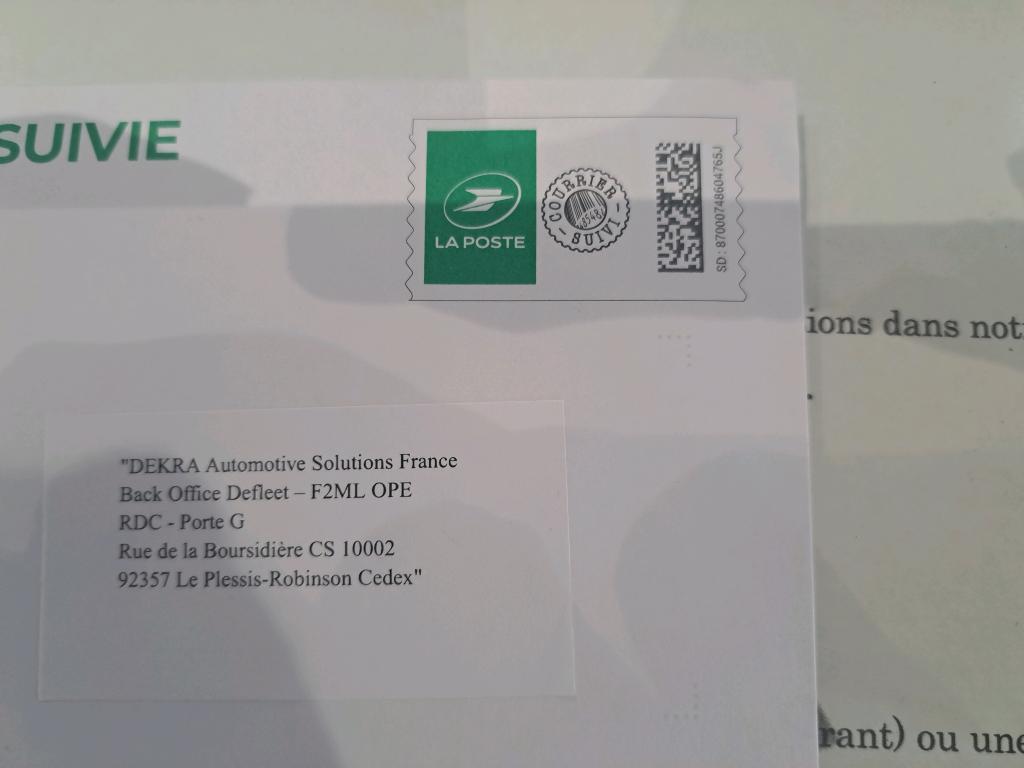 SUIVIE
LA POSTE
COURRIER
SUIVI
SD : 87000748604765J
ions dans not
"DEKRA Automotive Solutions France
Back Office Defleet – F2ML OPE
RDC - Porte G
Rue de la Boursidière CS 10002
92357 Le Plessis-Robinson Cedex"
rant) ou une